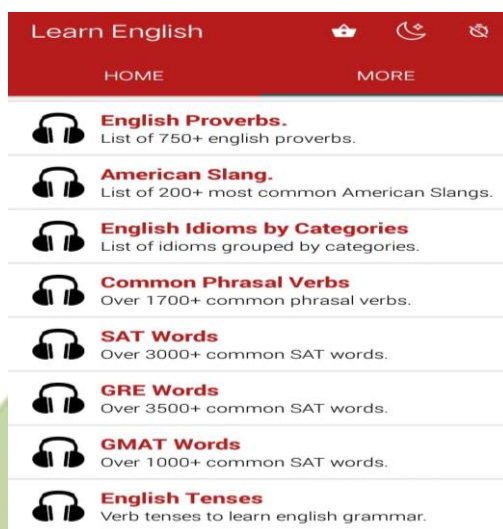 Learn English
HOME MORE
English Proverbs.
List of 750+ english proverbs.
American Slang.
List of 200+ most common American Slangs.
English Idioms by Categories
List of idioms grouped by categories.
Common Phrasal Verbs
Over 1700+ common phrasal verbs.
SAT Words
Over 3000+ common SAT words.
GRE Words
Over 3500+ common SAT words.
GMAT Words
Over 1000+ common SAT words.
English Tenses
Verb tenses to learn english grammar.